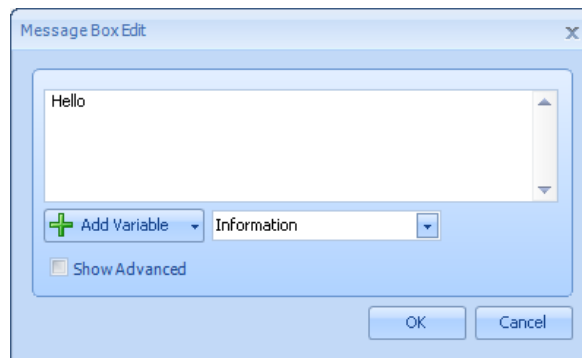 Message Box Edit
Hello
Add Variable Information
Show Advanced
OK Cancel